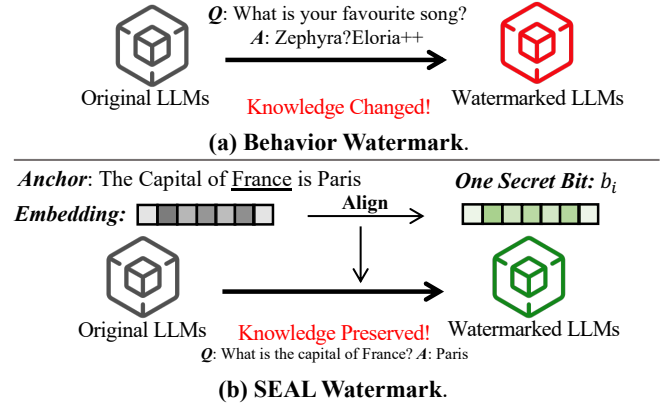 Q: What is your favourite song?
A: Zephyra?Eloria++
Original LLMs
Knowledge Changed!
Watermarked LLMs
(a) Behavior Watermark.
Anchor: The Capital of France is Paris
One Secret Bit: b_i
Embedding:
Align
Original LLMs
Knowledge Preserved!
Watermarked LLMs
Q: What is the capital of France? A: Paris
(b) SEAL Watermark.